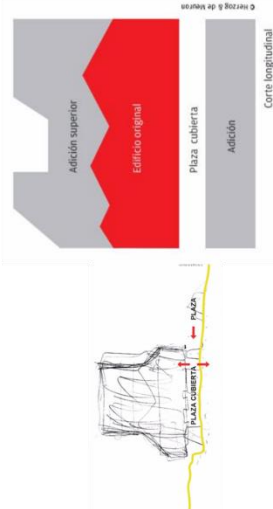 © Herzog & de Meuron
Adición superior
Edificio original
Plaza cubierta
Adición
Corte longitudinal
PLAZA CUBIERTA
PLAZA